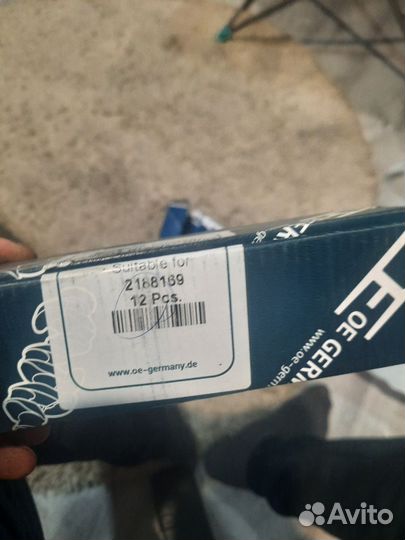 Suitable for
2188169
12 Pcs.
www.oe-germany.de
OE GERM
www.oe-germ
Avito